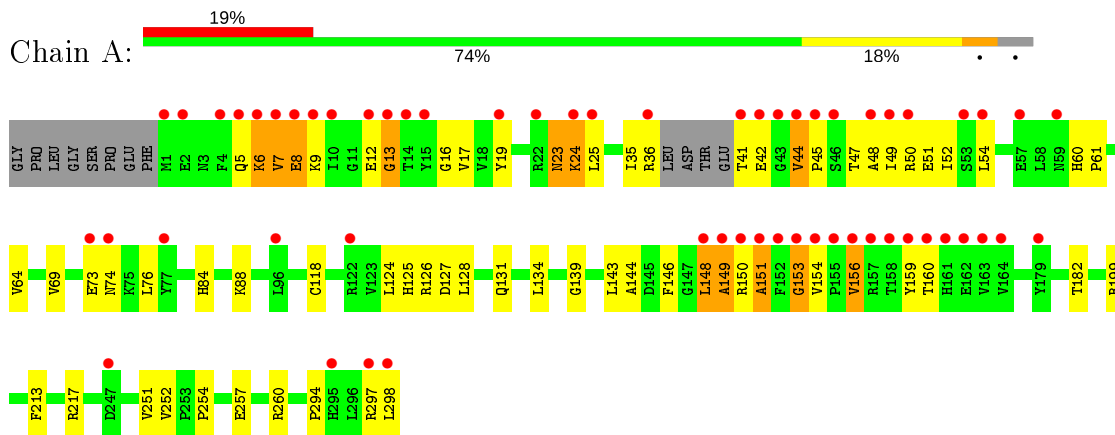 19%
Chain A:
74% 18% • •
GLY PRO LEU GLY SER PRO GLU PHE M1 E2 N3 F4 Q5 K6 V7 E8 K9 I10 G11 E12 G13 T14 Y15 G16 V17 V18 Y19 R22 N23 K24 L25 I35 R36 LEU ASP THR GLU T41 E42 G43 V44 P45 S46 T47 A48 I49 R50 E51 I52 S53 L54 E57 L58 N59 H60 P61
V64 V69 E73 N74 K75 L76 Y77 H84 K88 L96 C118 R122 V123 L124 H125 R126 D127 L128 Q131 L134 G139 L143 A144 D145 F146 G147 L148 A149 R150 A151 F152 G153 V154 P155 V156 R157 T158 Y159 T160 H161 E162 V163 V164 Y179 T182 R199
F213 R217 D247 V251 V252 P253 P254 E257 R260 P294 H295 L296 R297 L298